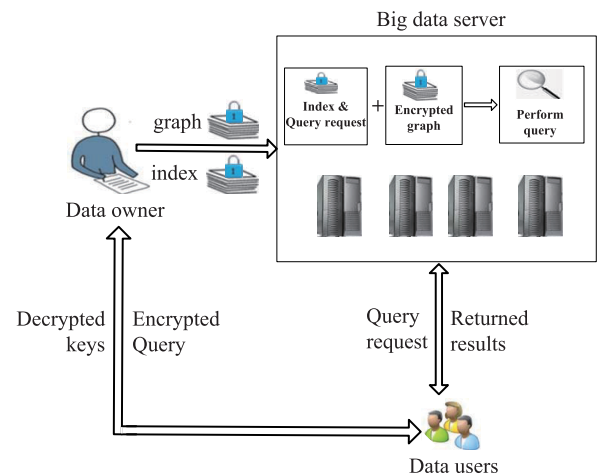 Big data server
graph
index
Data owner
Index &
Query request
+
Encrypted
graph
Perform
query
Decrypted
keys
Encrypted
Query
Query
request
Returned
results
Data users